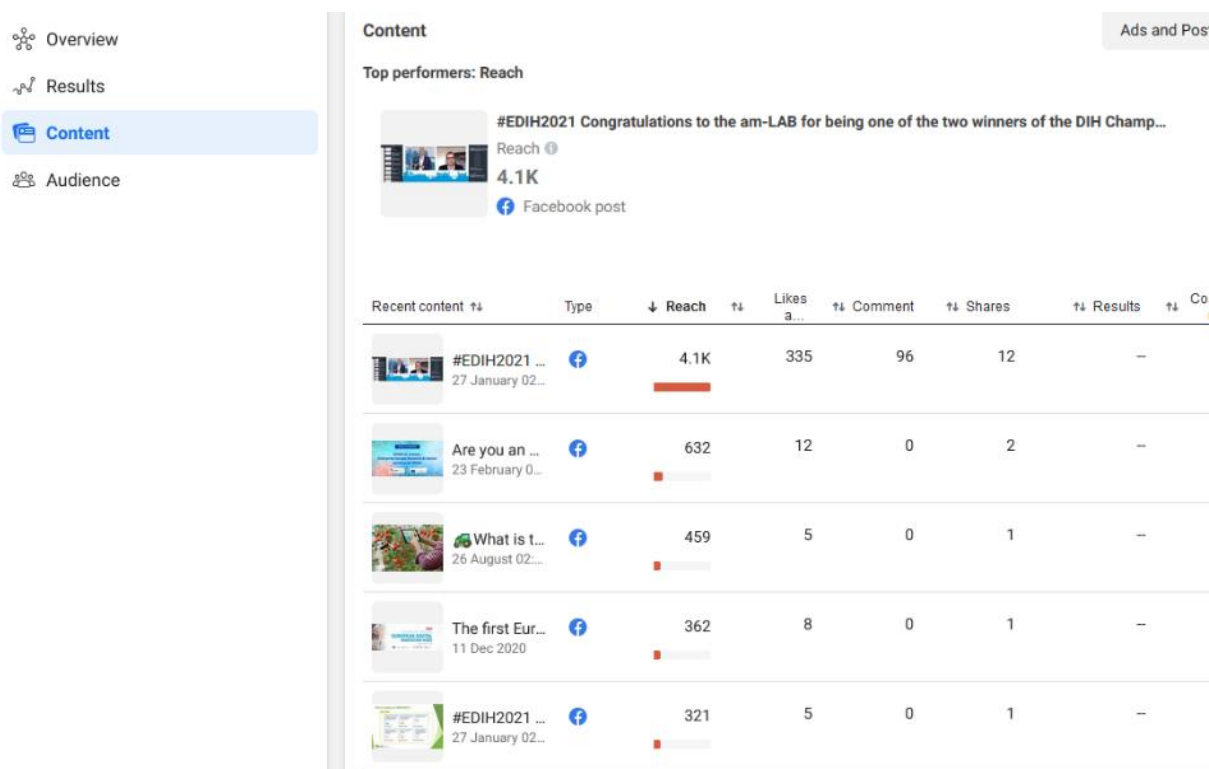 Overview
Results
Content
Audience
Content
Ads and Post
Top performers: Reach
#EDIH2021 Congratulations to the am-LAB for being one of the two winners of the DIH Champ...
Reach
4.1K
Facebook post
Recent content ↑↓ Type ↓ Reach ↑↓ Likes a... ↑↓ Comment ↑↓ Shares ↑↓ Results ↑↓ Co
#EDIH2021 ... 4.1K 335 96 12 --
27 January 02...
Are you an ... 632 12 0 2 --
23 February 0...
What is t... 459 5 0 1 --
26 August 02:...
The first Eur... 362 8 0 1 --
11 Dec 2020
#EDIH2021 ... 321 5 0 1 --
27 January 02...